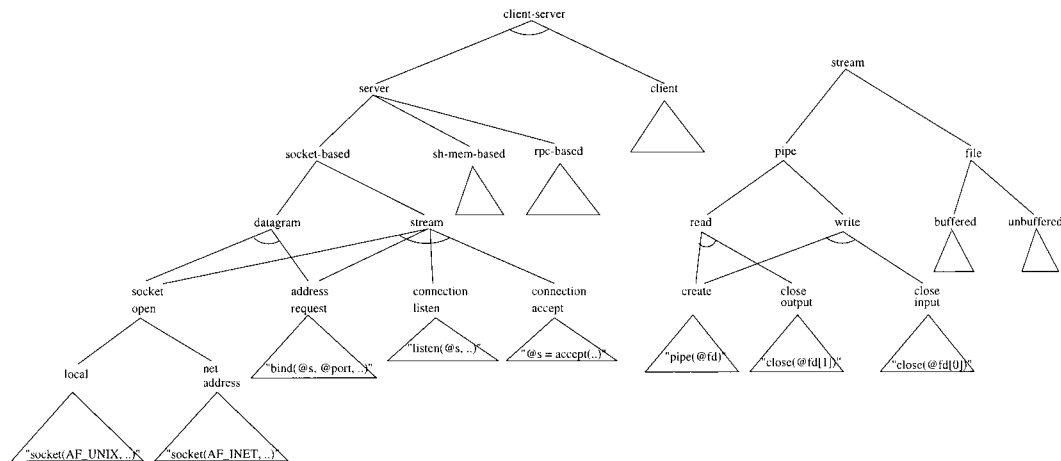 client-server
stream
server
client
socket-based
sh-mem-based
rpc-based
pipe
file
datagram
stream
read
write
buffered
unbuffered
socket
open
address
request
connection
listen
connection
accept
create
close
output
close
input
"bind(@s, @port, ..)"
"listen(@s, ..)"
"@s = accept(..)"
"pipe(@fd)"
"close(@fd[1])"
"close(@fd[0])"
local
net
address
"socket(AF_UNIX, ..)"
"socket(AF_INET, ..)"